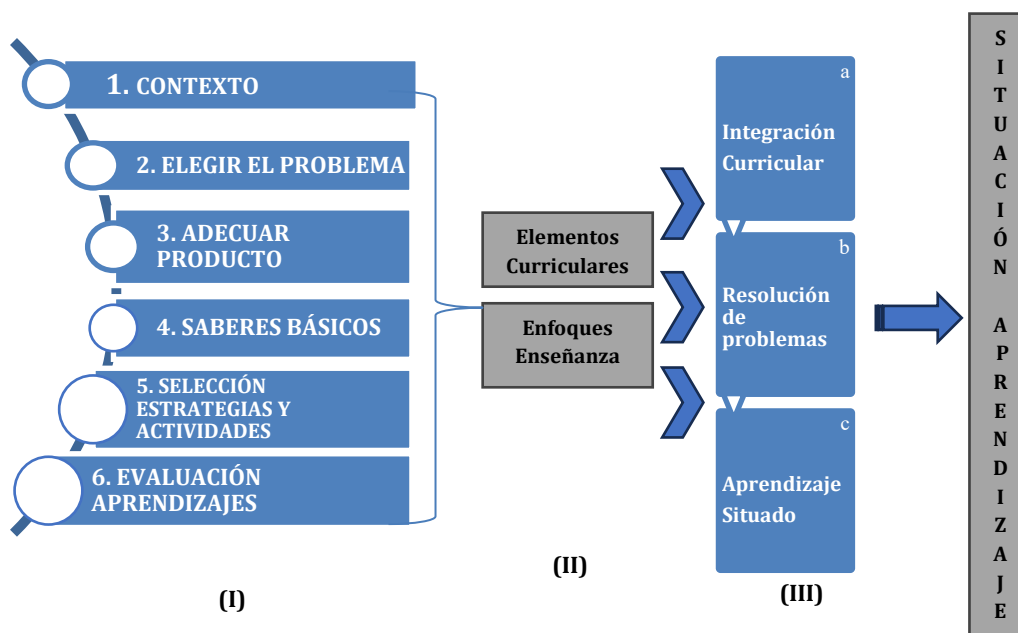 1. CONTEXTO
2. ELEGIR EL PROBLEMA
3. ADECUAR
PRODUCTO
4. SABERES BÁSICOS
5. SELECCIÓN
ESTRATEGIAS Y
ACTIVIDADES
6. EVALUACIÓN
APRENDIZAJES
(I)
Elementos
Curriculares
Enfoques
Enseñanza
(II)
a
Integración
Curricular
b
Resolución
de
problemas
c
Aprendizaje
Situado
(III)
S
I
T
U
A
C
I
Ó
N
A
P
R
E
N
D
I
Z
A
J
E